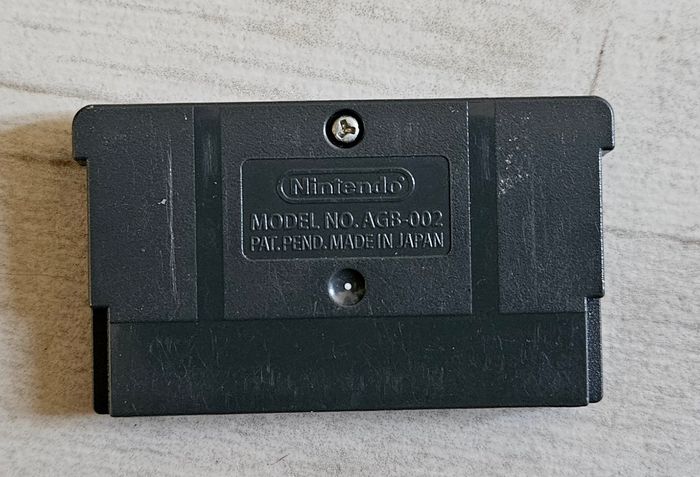 Nintendo
MODEL NO. AGB-002
PAT. PEND. MADE IN JAPAN